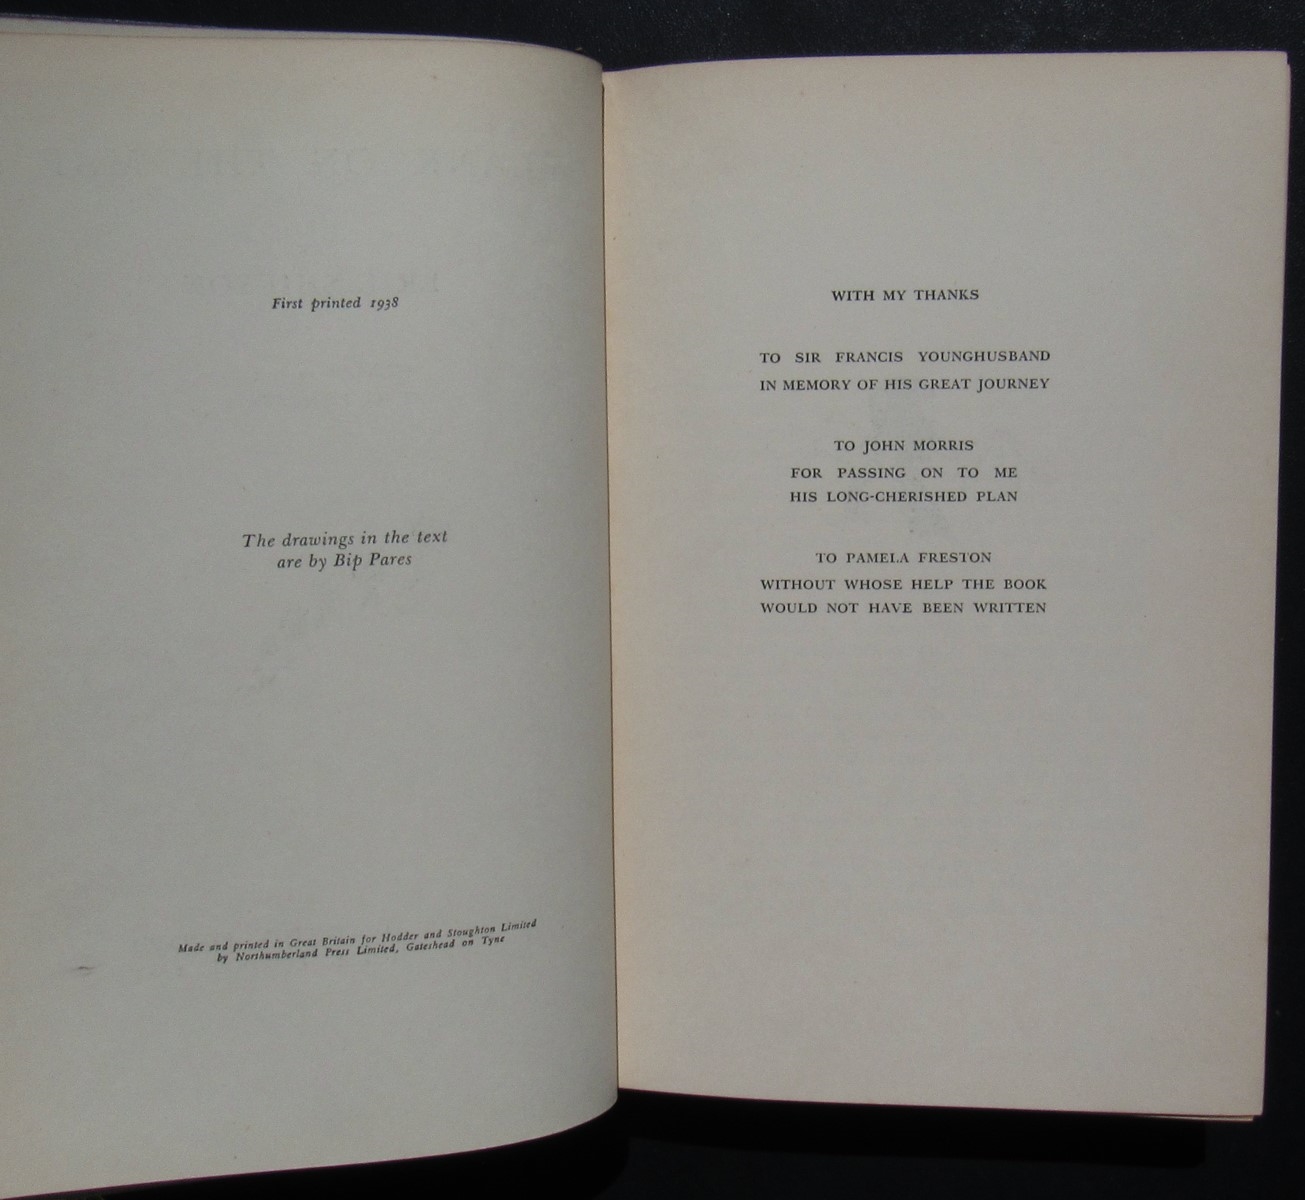 First printed 1938
The drawings in the text
are by Bip Pares
Made and printed in Great Britain for Hodder and Stoughton Limited
by Northumberland Press Limited, Gateshead on Tyne
WITH MY THANKS
TO SIR FRANCIS YOUNGHUSBAND
IN MEMORY OF HIS GREAT JOURNEY
TO JOHN MORRIS
FOR PASSING ON TO ME
HIS LONG-CHERISHED PLAN
TO PAMELA FRESTON
WITHOUT WHOSE HELP THE BOOK
WOULD NOT HAVE BEEN WRITTEN